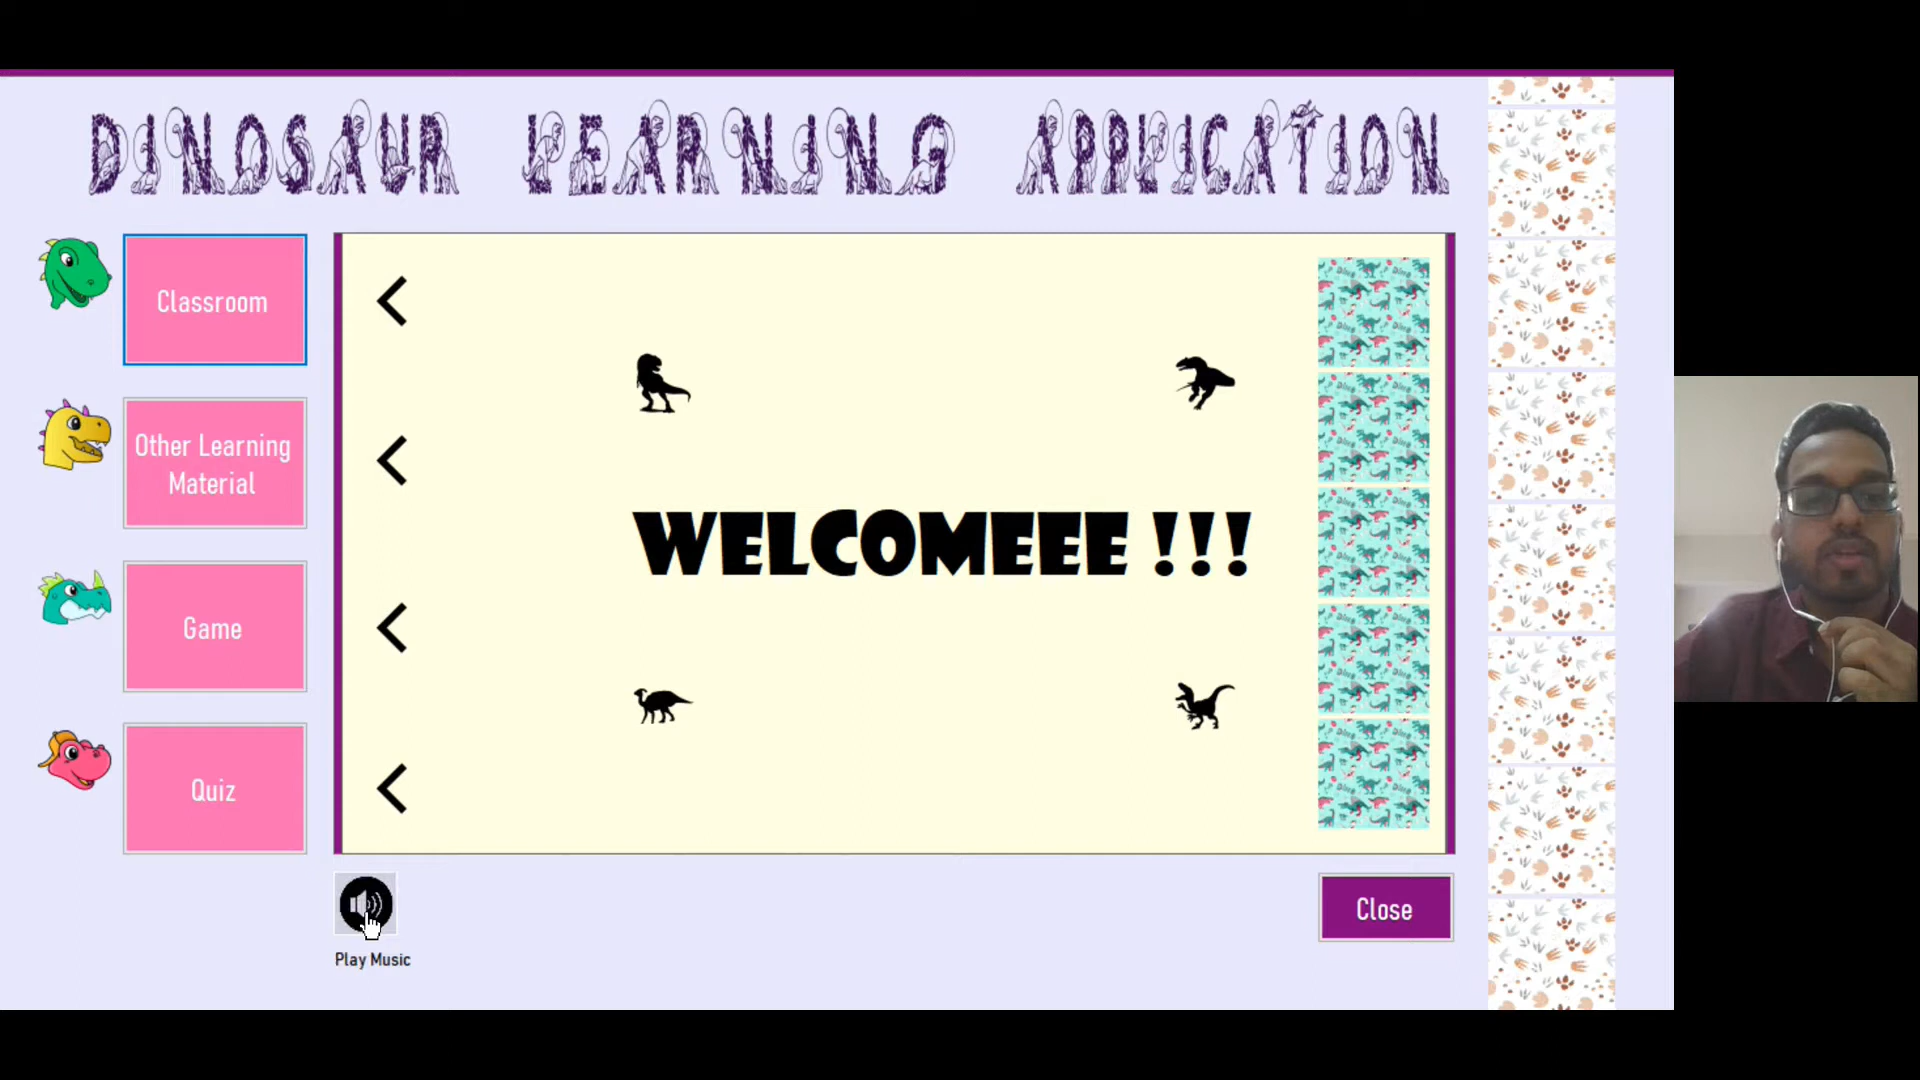 DINOSAUR LEARNING APPLICATION
Classroom
Other Learning
Material
Game
Quiz
WELCOMEEE !!!
Play Music
Close